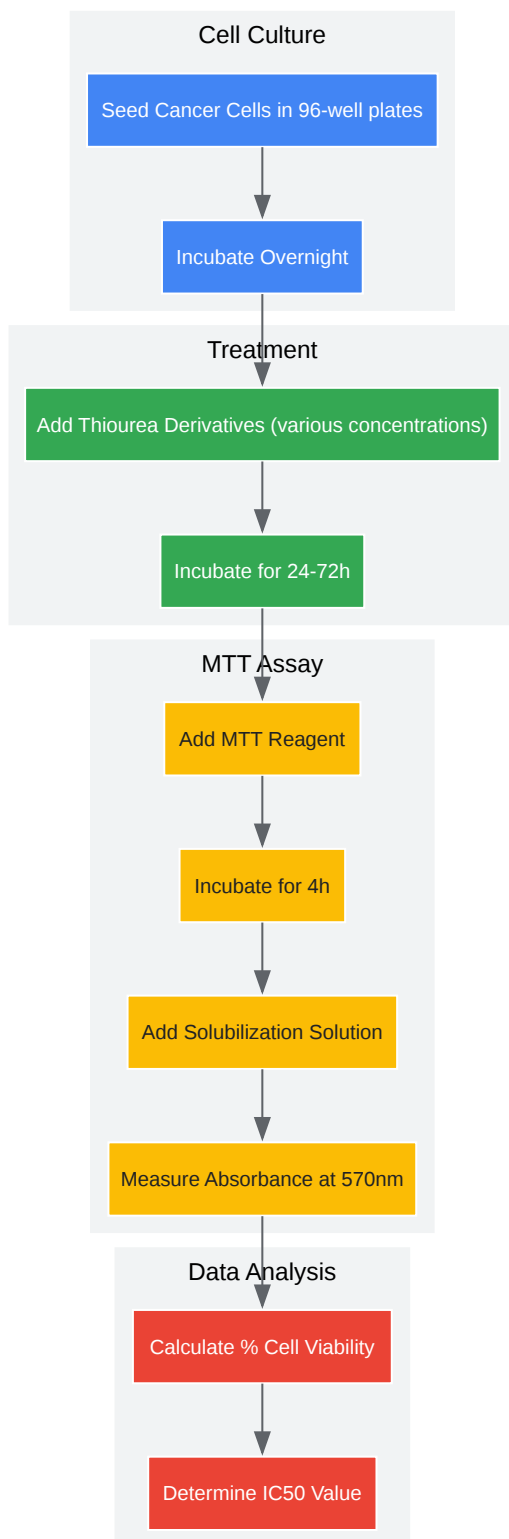 Cell Culture
Seed Cancer Cells in 96-well plates
Incubate Overnight
Treatment
Add Thiourea Derivatives (various concentrations)
Incubate for 24-72h
MTT Assay
Add MTT Reagent
Incubate for 4h
Add Solubilization Solution
Measure Absorbance at 570nm
Data Analysis
Calculate % Cell Viability
Determine IC50 Value